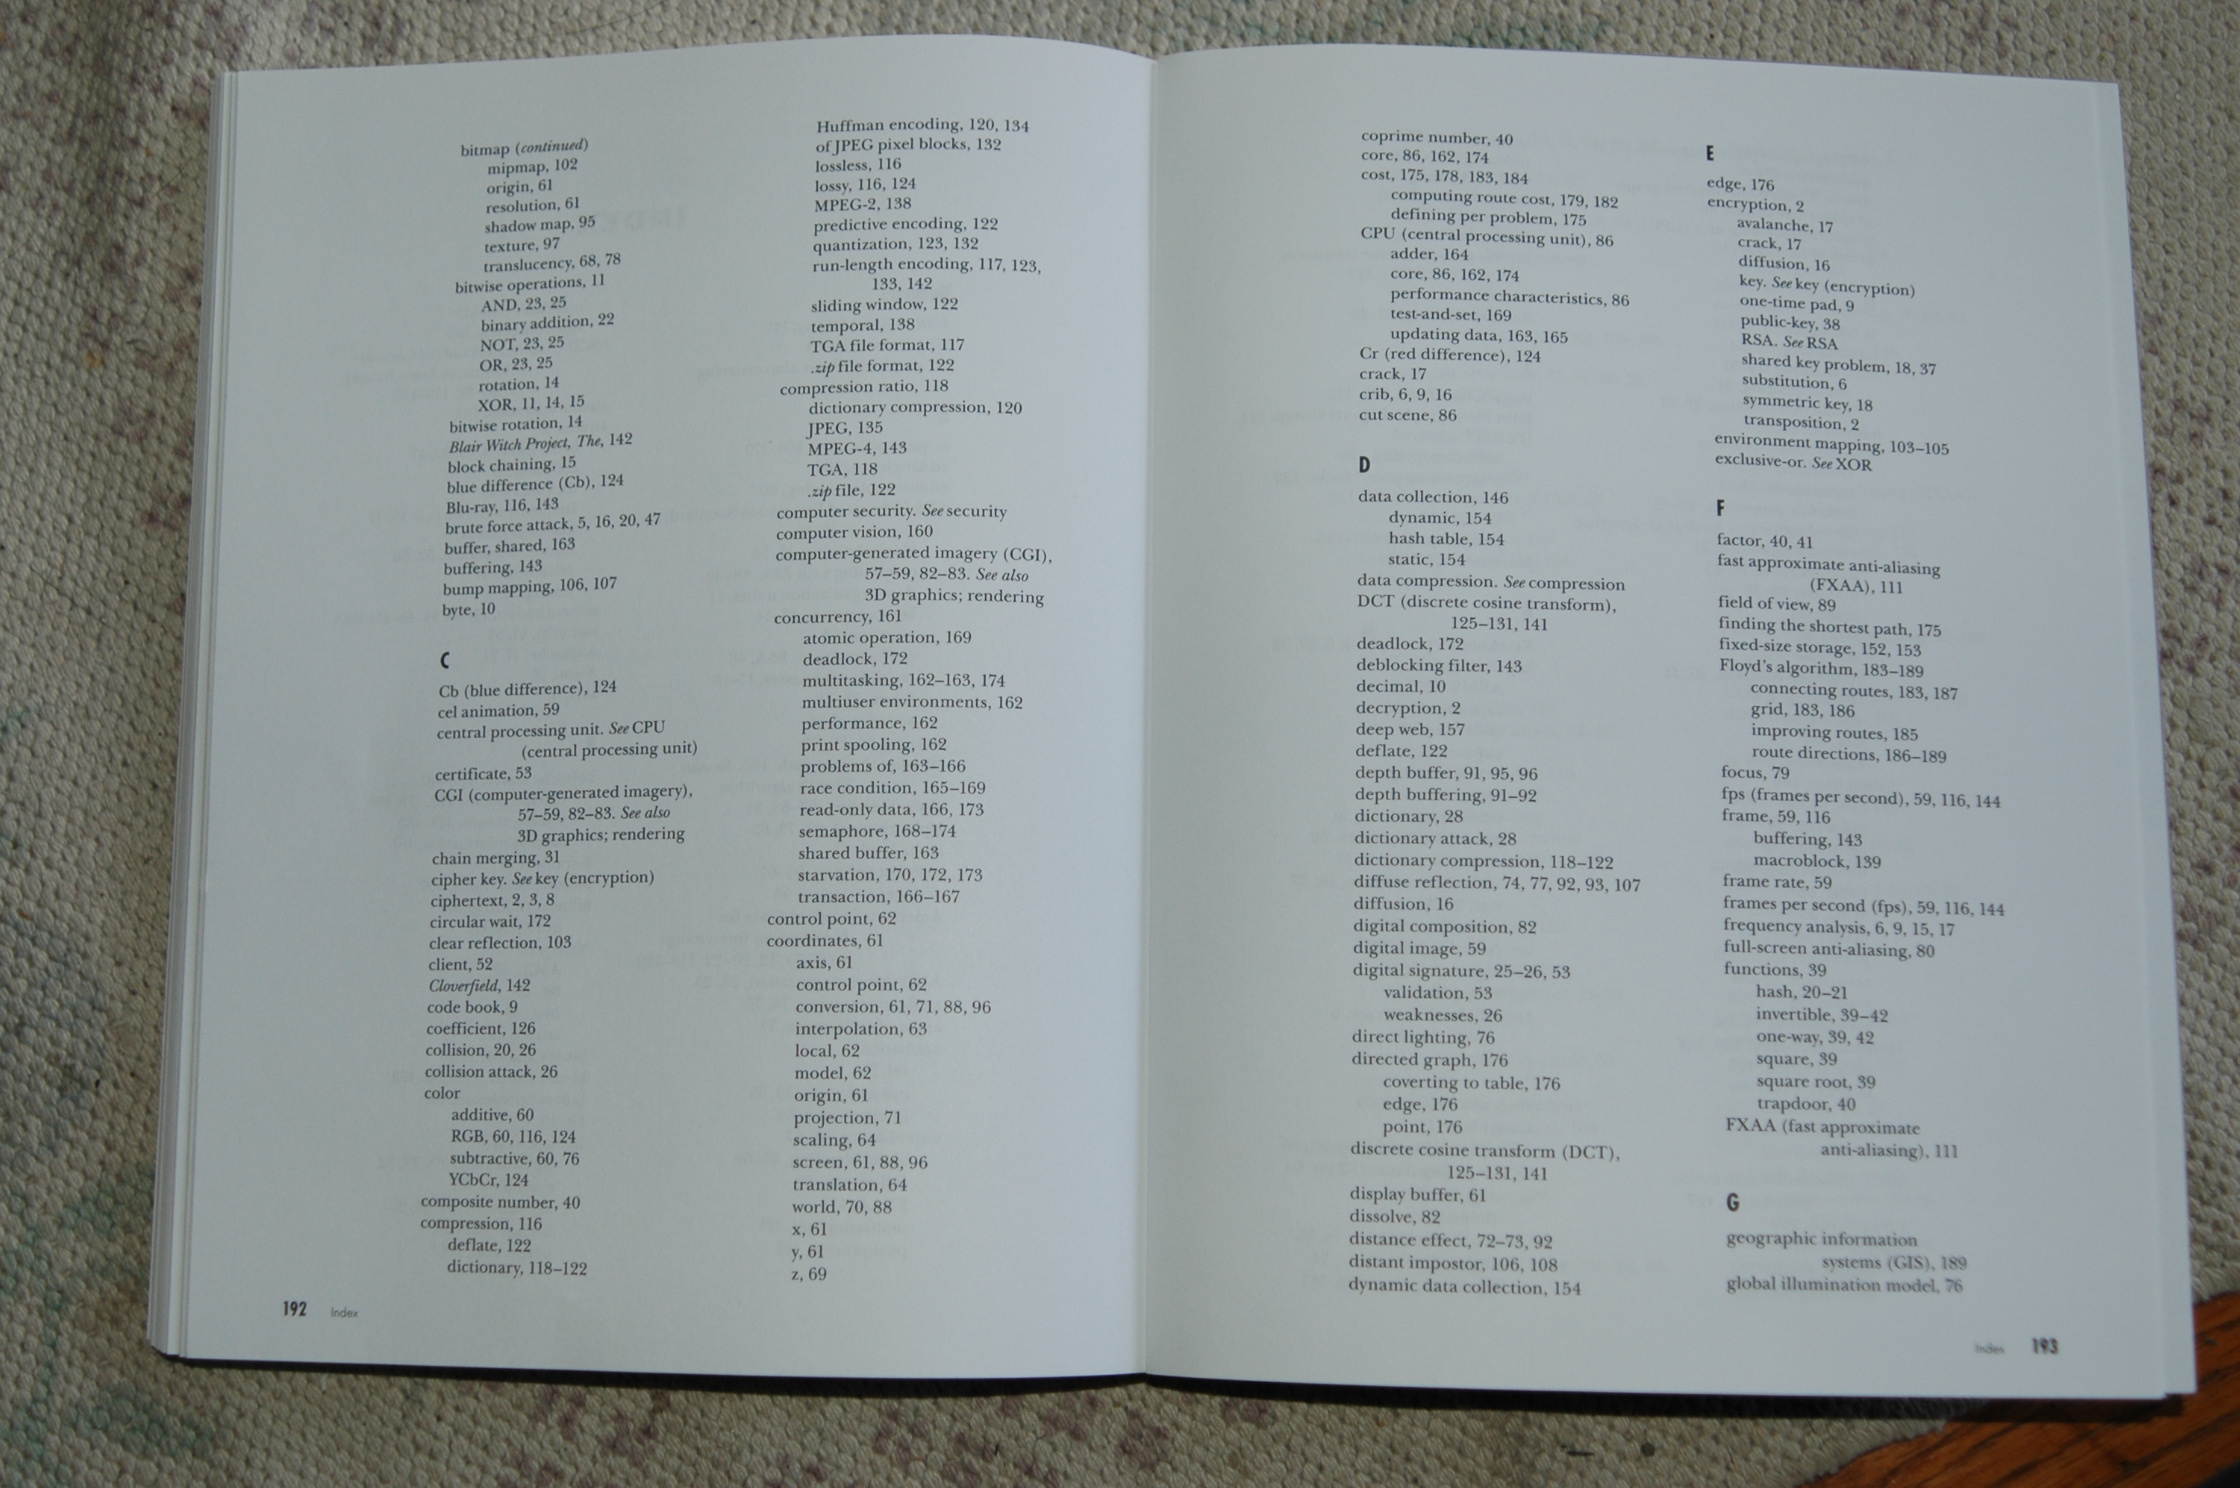 bitmap (continued)
mipmap, 102
origin, 61
resolution, 61
shadow map, 95
texture, 97
translucency, 68, 78
bitwise operations, 11
AND, 23, 25
binary addition, 22
NOT, 23, 25
OR, 23, 25
rotation, 14
XOR, 11, 14, 15
bitwise rotation, 14
Blair Witch Project, The, 142
block chaining, 15
blue difference (Cb), 124
Blu-ray, 116, 143
brute force attack, 5, 16, 20, 47
buffer, shared, 163
buffering, 143
bump mapping, 106, 107
byte, 10
C
Cb (blue difference), 124
cel animation, 59
central processing unit. See CPU
(central processing unit)
certificate, 53
CGI (computer-generated imagery),
57–59, 82–83. See also
3D graphics; rendering
chain merging, 31
cipher key. See key (encryption)
ciphertext, 2, 3, 8
circular wait, 172
clear reflection, 103
client, 52
Cloverfield, 142
code book, 9
coefficient, 126
collision, 20, 26
collision attack, 26
color
additive, 60
RGB, 60, 116, 124
subtractive, 60, 76
YCbCr, 124
composite number, 40
compression, 116
deflate, 122
dictionary, 118–122
Huffman encoding, 120, 134
of JPEG pixel blocks, 132
lossless, 116
lossy, 116, 124
MPEG-2, 138
predictive encoding, 122
quantization, 123, 132
run-length encoding, 117, 123,
133, 142
sliding window, 122
temporal, 138
TGA file format, 117
.zip file format, 122
compression ratio, 118
dictionary compression, 120
JPEG, 135
MPEG-4, 143
TGA, 118
.zip file, 122
computer security. See security
computer vision, 160
computer-generated imagery (CGI),
57–59, 82–83. See also
3D graphics; rendering
concurrency, 161
atomic operation, 169
deadlock, 172
multitasking, 162–163, 174
multiuser environments, 162
performance, 162
print spooling, 162
problems of, 163–166
race condition, 165–169
read-only data, 166, 173
semaphore, 168–174
shared buffer, 163
starvation, 170, 172, 173
transaction, 166–167
control point, 62
coordinates, 61
axis, 61
control point, 62
conversion, 61, 71, 88, 96
interpolation, 63
local, 62
model, 62
origin, 61
projection, 71
scaling, 64
screen, 61, 88, 96
translation, 64
world, 70, 88
x, 61
y, 61
z, 69
192 Index
coprime number, 40
core, 86, 162, 174
cost, 175, 178, 183, 184
computing route cost, 179, 182
defining per problem, 175
CPU (central processing unit), 86
adder, 164
core, 86, 162, 174
performance characteristics, 86
test-and-set, 169
updating data, 163, 165
Cr (red difference), 124
crack, 17
crib, 6, 9, 16
cut scene, 86
D
data collection, 146
dynamic, 154
hash table, 154
static, 154
data compression. See compression
DCT (discrete cosine transform),
125–131, 141
deadlock, 172
deblocking filter, 143
decimal, 10
decryption, 2
deep web, 157
deflate, 122
depth buffer, 91, 95, 96
depth buffering, 91–92
dictionary, 28
dictionary attack, 28
dictionary compression, 118–122
diffuse reflection, 74, 77, 92, 93, 107
diffusion, 16
digital composition, 82
digital image, 59
digital signature, 25–26, 53
validation, 53
weaknesses, 26
direct lighting, 76
directed graph, 176
coverting to table, 176
edge, 176
point, 176
discrete cosine transform (DCT),
125–131, 141
display buffer, 61
dissolve, 82
distance effect, 72–73, 92
distant impostor, 106, 108
dynamic data collection, 154
E
edge, 176
encryption, 2
avalanche, 17
crack, 17
diffusion, 16
key. See key (encryption)
one-time pad, 9
public-key, 38
RSA. See RSA
shared key problem, 18, 37
substitution, 6
symmetric key, 18
transposition, 2
environment mapping, 103–105
exclusive-or. See XOR
F
factor, 40, 41
fast approximate anti-aliasing
(FXAA), 111
field of view, 89
finding the shortest path, 175
fixed-size storage, 152, 153
Floyd's algorithm, 183–189
connecting routes, 183, 187
grid, 183, 186
improving routes, 185
route directions, 186–189
focus, 79
fps (frames per second), 59, 116, 144
frame, 59, 116
buffering, 143
macroblock, 139
frame rate, 59
frames per second (fps), 59, 116, 144
frequency analysis, 6, 9, 15, 17
full-screen anti-aliasing, 80
functions, 39
hash, 20–21
invertible, 39–42
one-way, 39, 42
square, 39
square root, 39
trapdoor, 40
FXAA (fast approximate
anti-aliasing), 111
G
geographic information
systems (GIS), 189
global illumination model, 76
Index 193